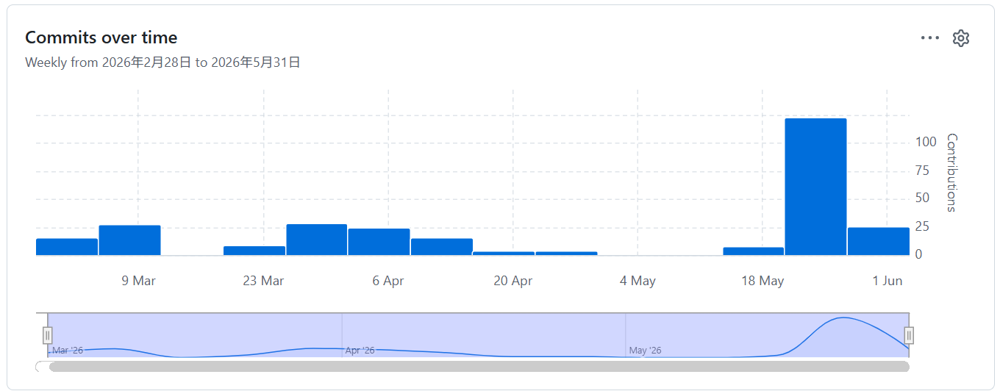 Commits over time
Weekly from 2026年2月28日 to 2026年5月31日
100
75
50
25
0
Contributions
9 Mar
23 Mar
6 Apr
20 Apr
4 May
18 May
1 Jun
Mar '26
Apr '26
May '26